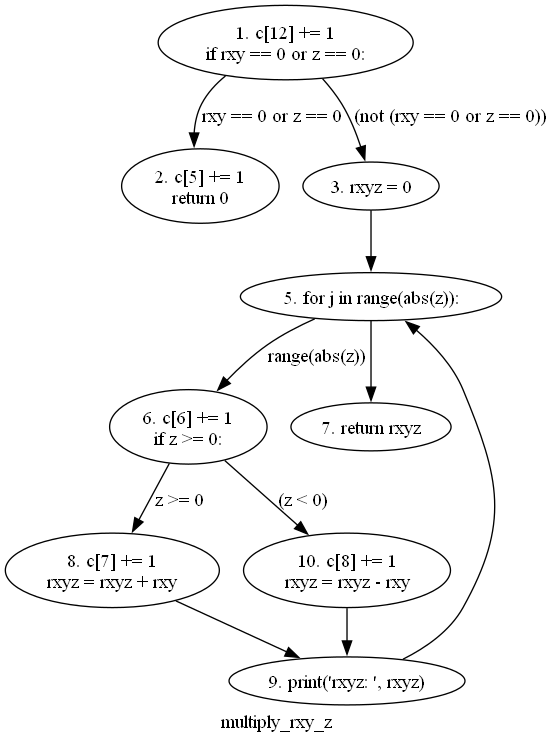 1. c[12] += 1
if rxy == 0 or z == 0:
rxy == 0 or z == 0
(not (rxy == 0 or z == 0))
2. c[5] += 1
return 0
3. rxyz = 0
5. for j in range(abs(z)):
range(abs(z))
6. c[6] += 1
if z >= 0:
7. return rxyz
z >= 0
(z < 0)
8. c[7] += 1
rxyz = rxyz + rxy
10. c[8] += 1
rxyz = rxyz - rxy
9. print('rxyz: ', rxyz)
multiply_rxy_z